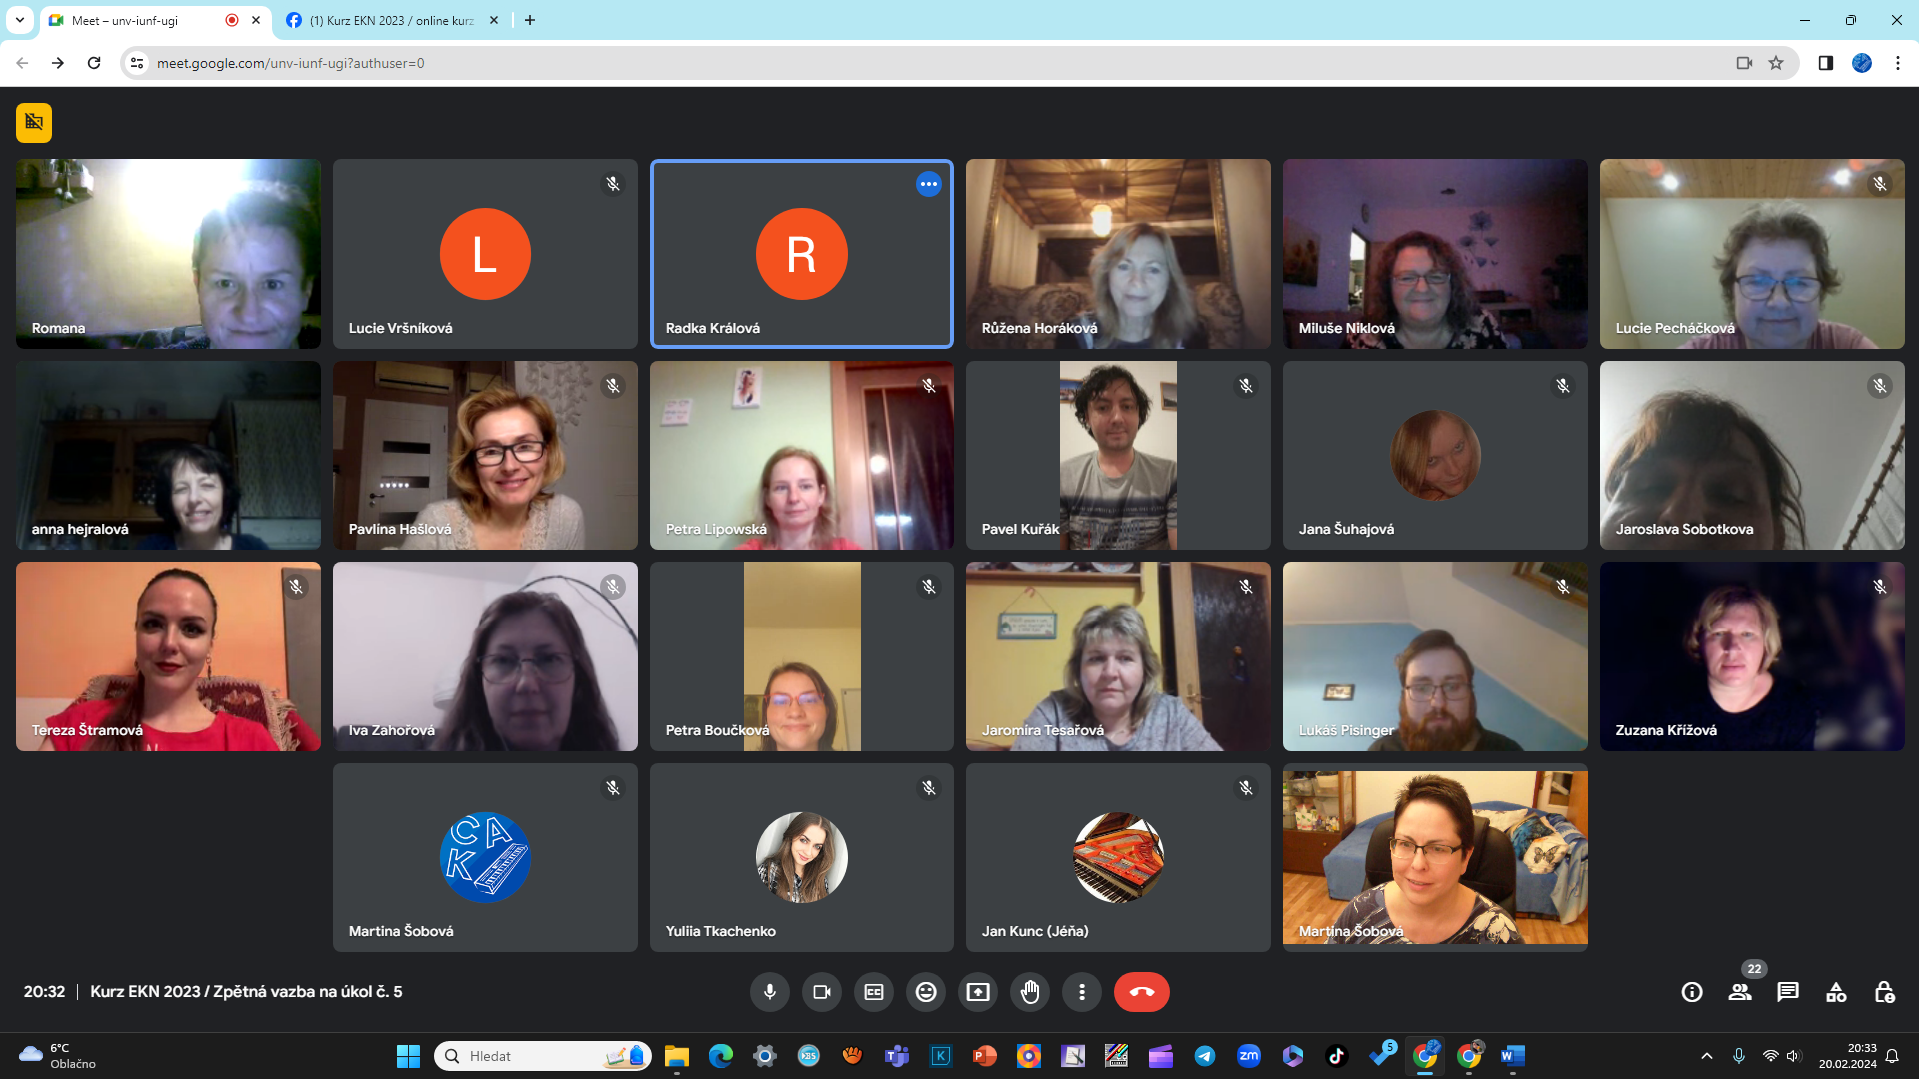 Meet – unv-iunf-ugi
(1) Kurz EKN 2023 / online kurz
meet.google.com/unv-iunf-ugi?authuser=0
Romana
L
Lucie Vršníková
R
Radka Králová
Růžena Horáková
Miluše Niklová
Lucie Pecháčková
anna hejralová
Pavlína Hašlová
Petra Lipowská
Pavel Kuřák
Jana Šuhajová
Jaroslava Sobotkova
Tereza Štramová
Iva Zahořová
Petra Boučková
Jaromíra Tesařová
Lukáš Pisinger
Zuzana Křížová
CAK
Martina Šobová
Yuliia Tkachenko
Jan Kunc (Jéňa)
Martina Šobová
20:32 | Kurz EKN 2023 / Zpětná vazba na úkol č. 5
22
6°C
Oblačno
Hledat
5
20:33
20.02.2024